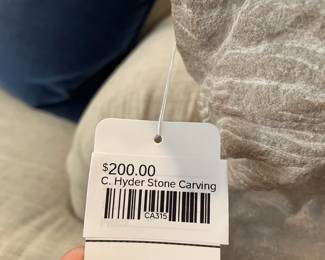 $200.00
C. Hyder Stone Carving
CA315